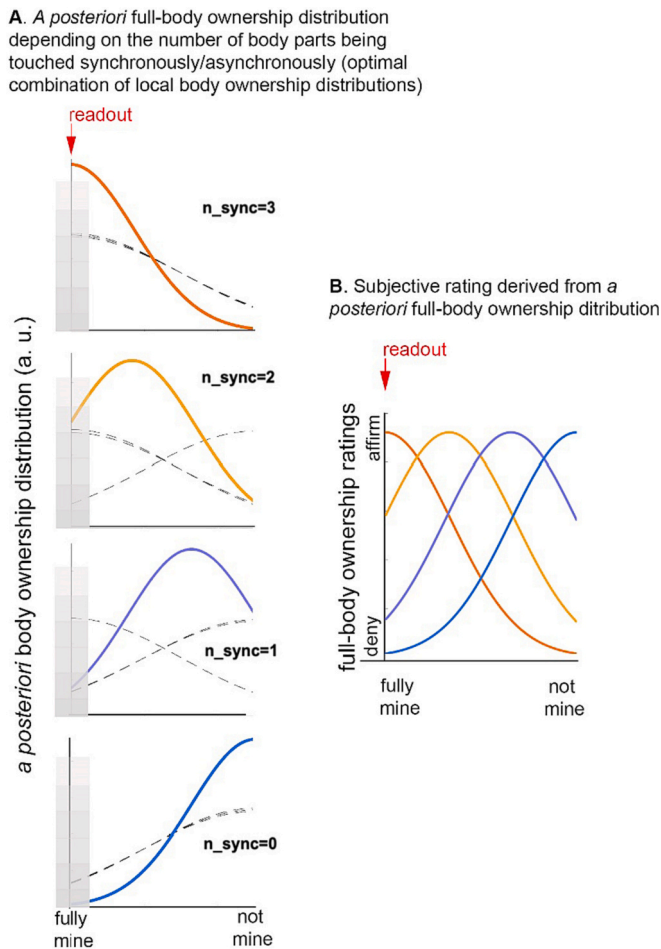 A. A posteriori full-body ownership distribution
depending on the number of body parts being
touched synchronously/asynchronously (optimal
combination of local body ownership distributions)
readout
n_sync=3
n_sync=2
n_sync=1
n_sync=0
a posteriori body ownership distribution (a. u.)
fully
mine
not
mine
B. Subjective rating derived from a
posteriori full-body ownership ditribution
readout
full-body ownership ratings
affirm
deny
fully
mine
not
mine